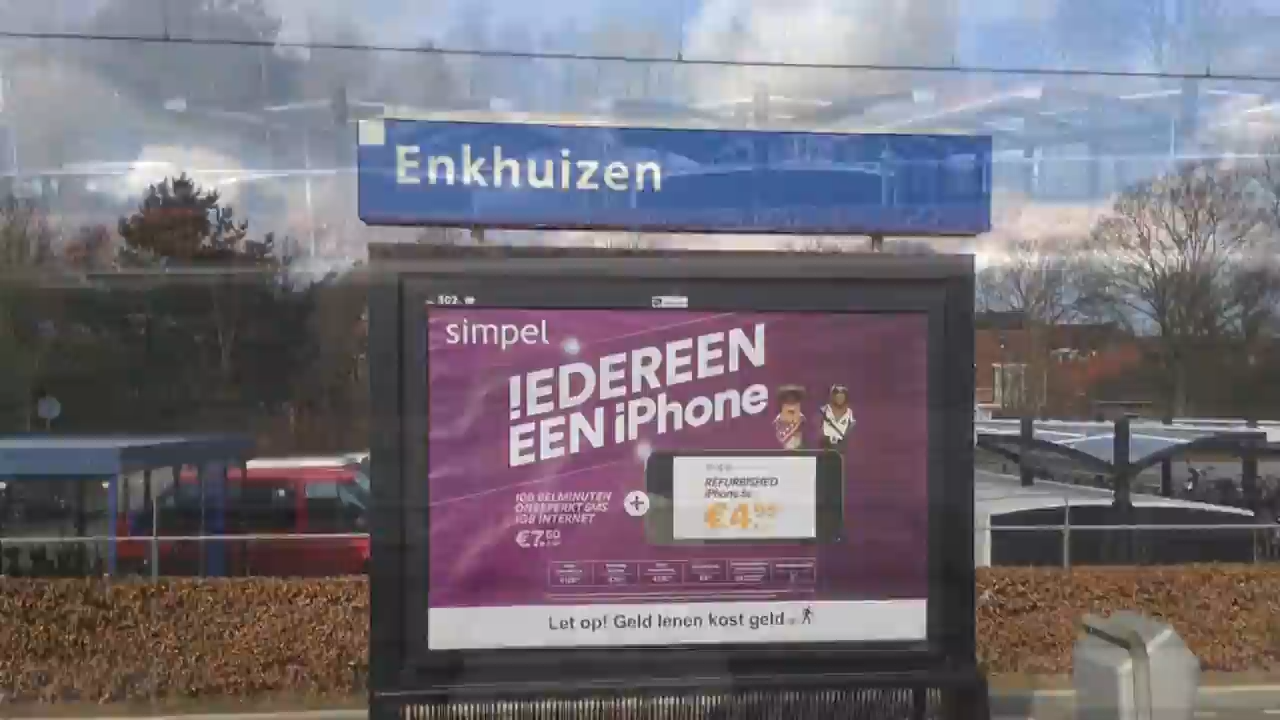 Enkhuizen
simpel
!EDEREEN
EEN iPhone
100 BELMINUTEN
ONBEPERKT SMS
1GB INTERNET
€7.50
+
REFURBISHED
iPhone
€4.
Let op! Geld lenen kost geld